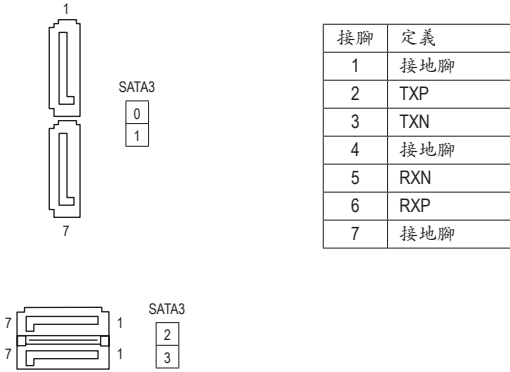 1
SATA3
0
1
7
接腳 定義
1 接地腳
2 TXP
3 TXN
4 接地腳
5 RXN
6 RXP
7 接地腳
SATA3
7 1 2
7 1 3